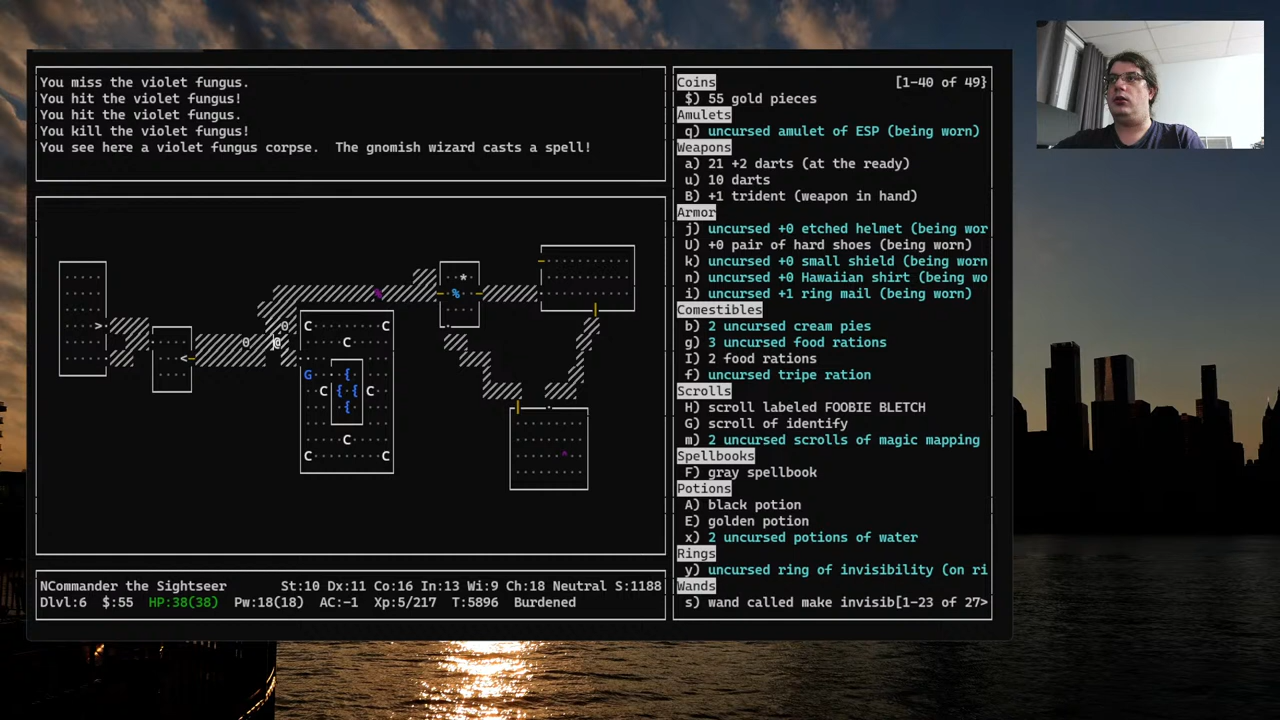 You miss the violet fungus.
You hit the violet fungus!
You hit the violet fungus.
You kill the violet fungus!
You see here a violet fungus corpse.  The gnomish wizard casts a spell!
NCommander the Sightseer St:10 Dx:11 Co:16 In:13 Wi:9 Ch:18 Neutral S:1188
Dlvl:6 $:55 HP:38(38) Pw:18(18) AC:-1 Xp:5/217 T:5896 Burdened
Coins [1-40 of 49}
$) 55 gold pieces
Amulets
q) uncursed amulet of ESP (being worn)
Weapons
a) 21 +2 darts (at the ready)
u) 10 darts
B) +1 trident (weapon in hand)
Armor
j) uncursed +0 etched helmet (being wor
U) +0 pair of hard shoes (being worn)
k) uncursed +0 small shield (being worn
n) uncursed +0 Hawaiian shirt (being wo
i) uncursed +1 ring mail (being worn)
Comestibles
b) 2 uncursed cream pies
g) 3 uncursed food rations
I) 2 food rations
f) uncursed tripe ration
Scrolls
H) scroll labeled FOOBIE BLETCH
G) scroll of identify
m) 2 uncursed scrolls of magic mapping
Spellbooks
F) gray spellbook
Potions
A) black potion
E) golden potion
x) 2 uncursed potions of water
Rings
y) uncursed ring of invisibility (on ri
Wands
s) wand called make invisib[1-23 of 27>